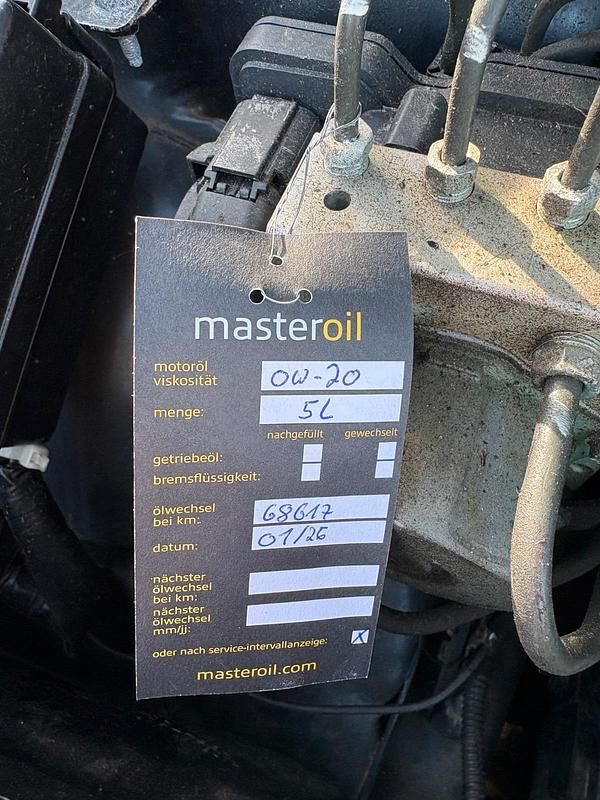 masteroil
motoröl
viskosität
0W-20
menge:
5L
nachgefüllt gewechselt
getriebeöl:
bremsflüssigkeit:
ölwechsel
bei km:
68617
datum:
01/26
nächster
ölwechsel
bei km:
nächster
ölwechsel
mm/jj:
oder nach service-intervallanzeige: x
masteroil.com